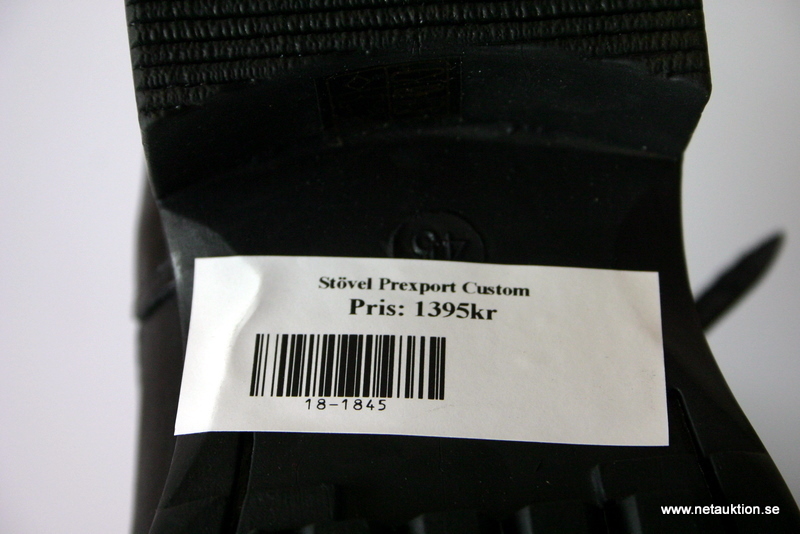 45
Stövel Prexport Custom
Pris: 1395kr
18-1845
www.netauktion.se